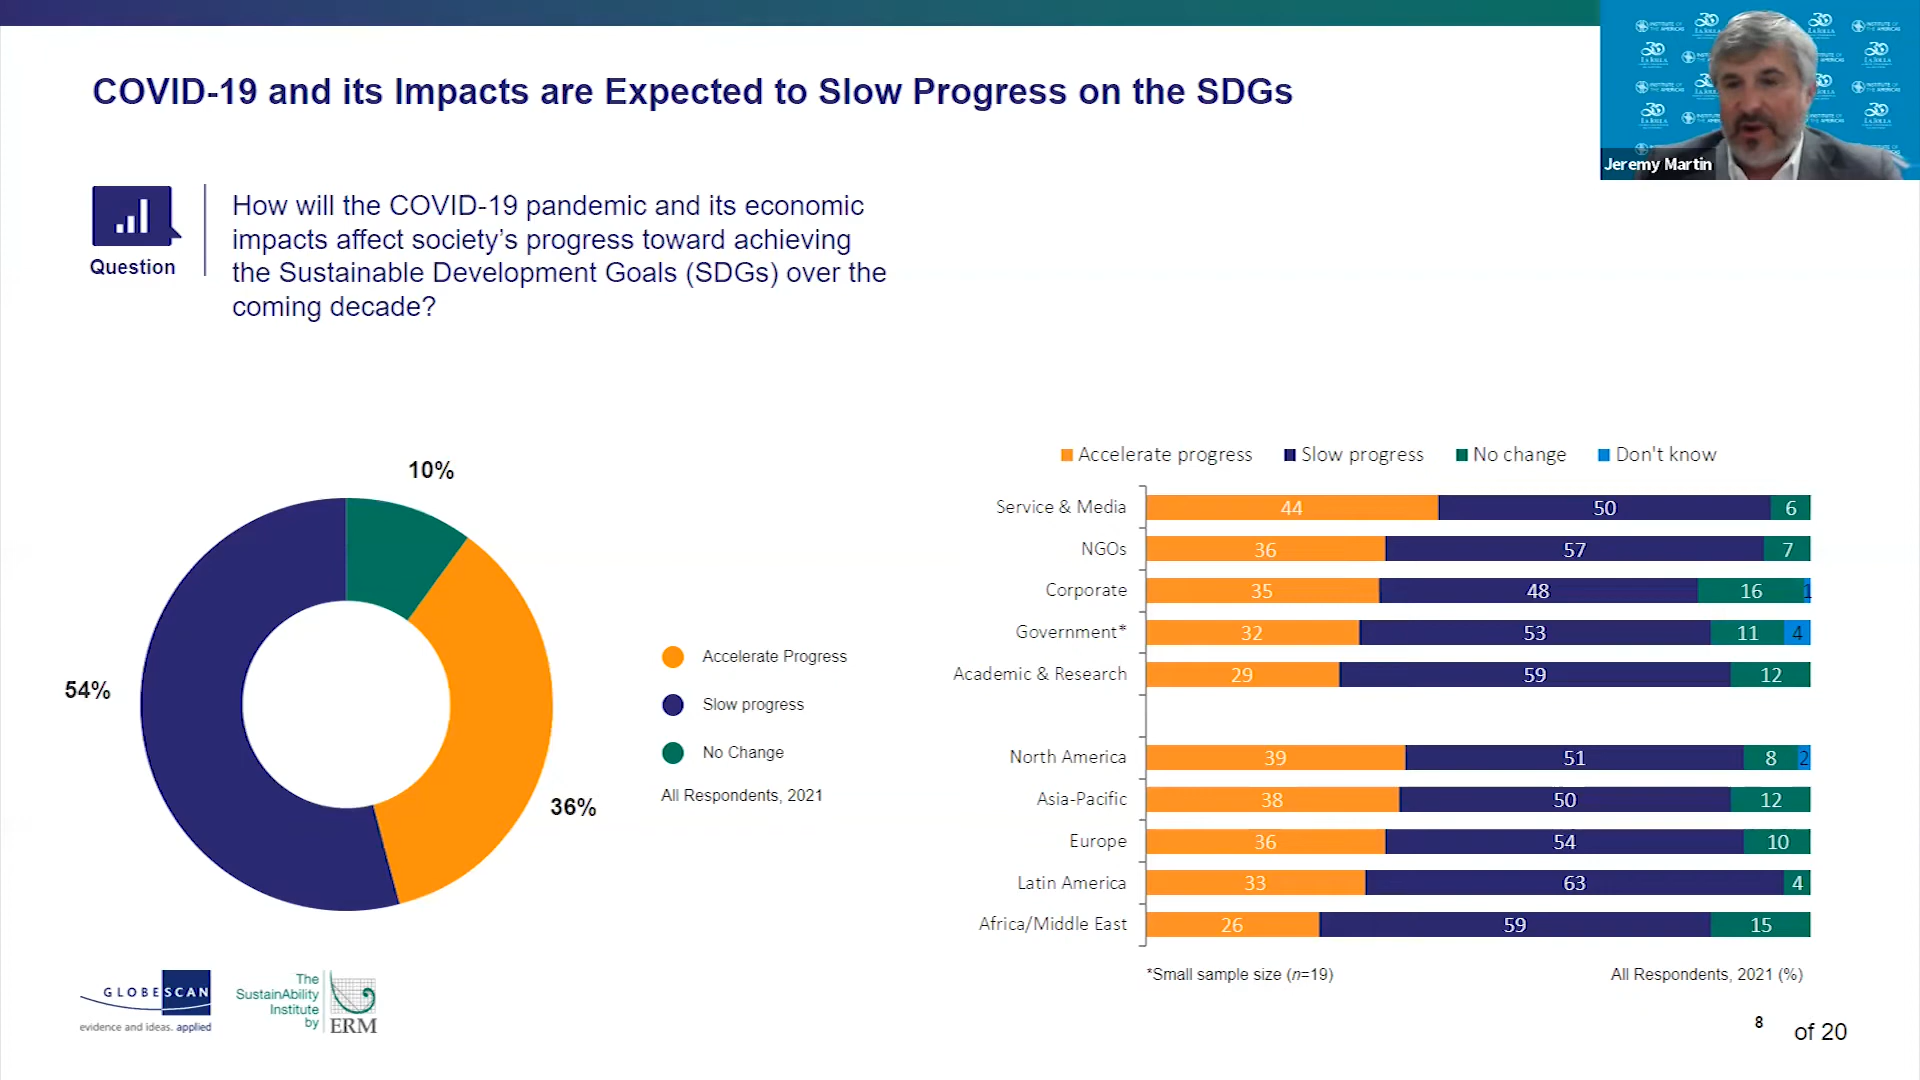 COVID-19 and its Impacts are Expected to Slow Progress on the SDGs
Jeremy Martin
Question
How will the COVID-19 pandemic and its economic
impacts affect society's progress toward achieving
the Sustainable Development Goals (SDGs) over the
coming decade?
10%
54%
36%
Accelerate Progress
Slow progress
No Change
All Respondents, 2021
Accelerate progress Slow progress No change Don't know
Service & Media 44 50 6
NGOs 36 57 7
Corporate 35 48 16 1
Government* 32 53 11 4
Academic & Research 29 59 12
North America 39 51 8 2
Asia-Pacific 38 50 12
Europe 36 54 10
Latin America 33 63 4
Africa/Middle East 26 59 15
*Small sample size (n=19)
All Respondents, 2021 (%)
GLOBESCAN
evidence and ideas. applied
The
SustainAbility
Institute
by
ERM
8 of 20